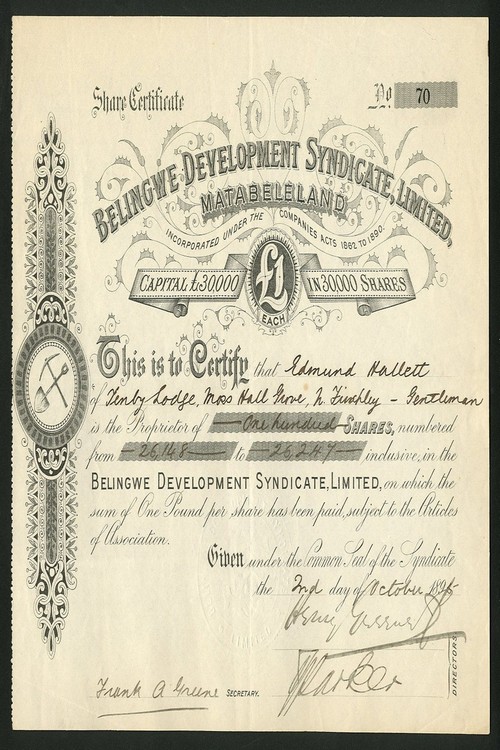 Share Certificate
No. 70
BELINGWE DEVELOPMENT SYNDICATE, LIMITED,
MATABELELAND
INCORPORATED UNDER THE COMPANIES ACTS 1862 TO 1890.
CAPITAL £30000 IN 30000 SHARES
£1
EACH
This is to Certify that Edmund Hallett
of Tenby Lodge, Moss Hall Grove, N. Finchley - Gentleman
is the Proprietor of One hundred SHARES, numbered
from 26,148 to 26,247 inclusive, in the
BELINGWE DEVELOPMENT SYNDICATE, LIMITED, on which the
sum of One Pound per share has been paid, subject to the Articles
of Association.
Given under the Common Seal of the Syndicate
the 2nd day of October 1895
Henry
Parker
DIRECTORS
Frank A Greene SECRETARY.